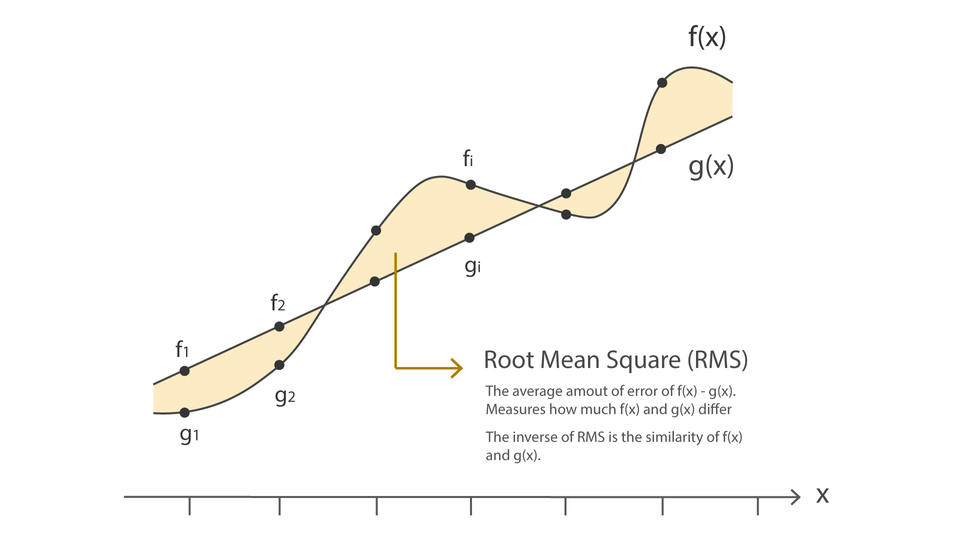 f(x)
g(x)
fi
gi
f2
f1
g2
g1
Root Mean Square (RMS)
The average amout of error of f(x) - g(x).
Measures how much f(x) and g(x) differ
The inverse of RMS is the similarity of f(x)
and g(x).
x